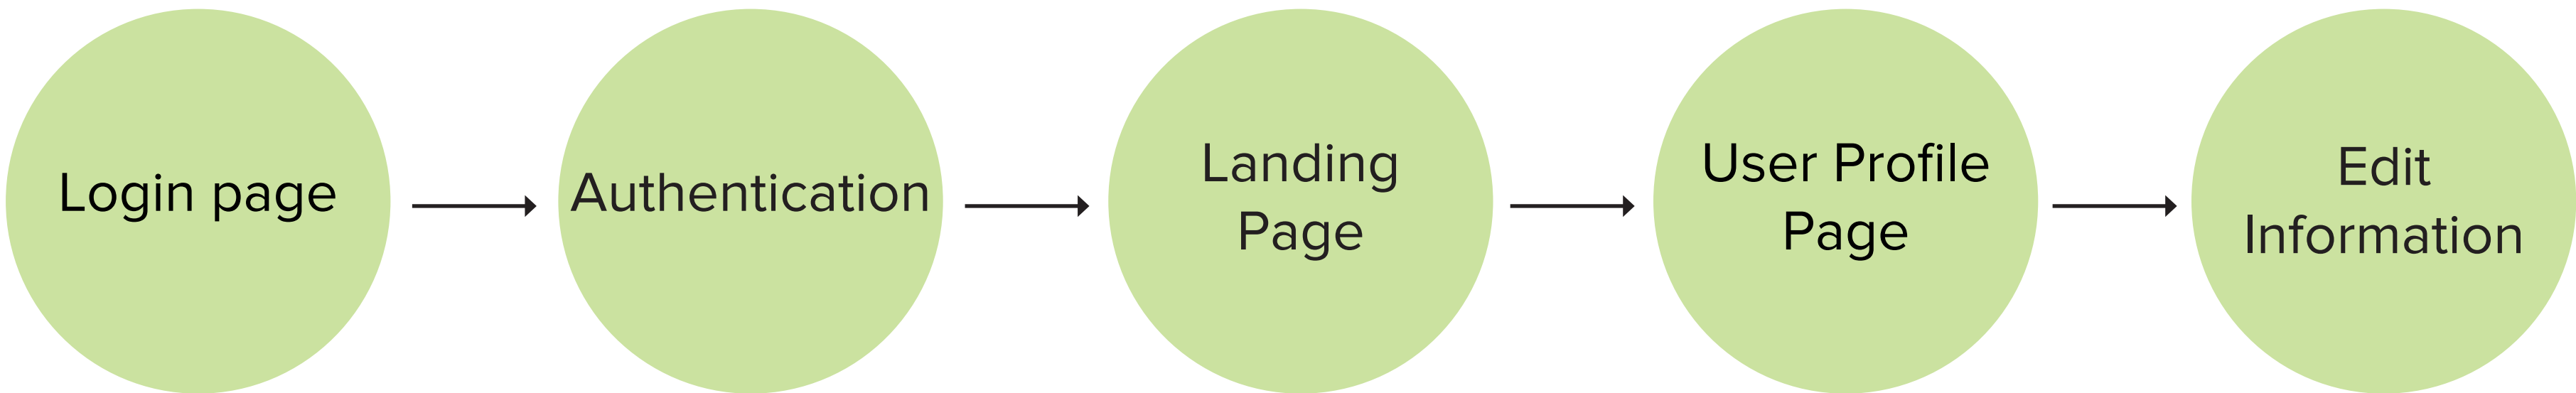 Login page
Authentication
Landing
Page
User Profile
Page
Edit
Information